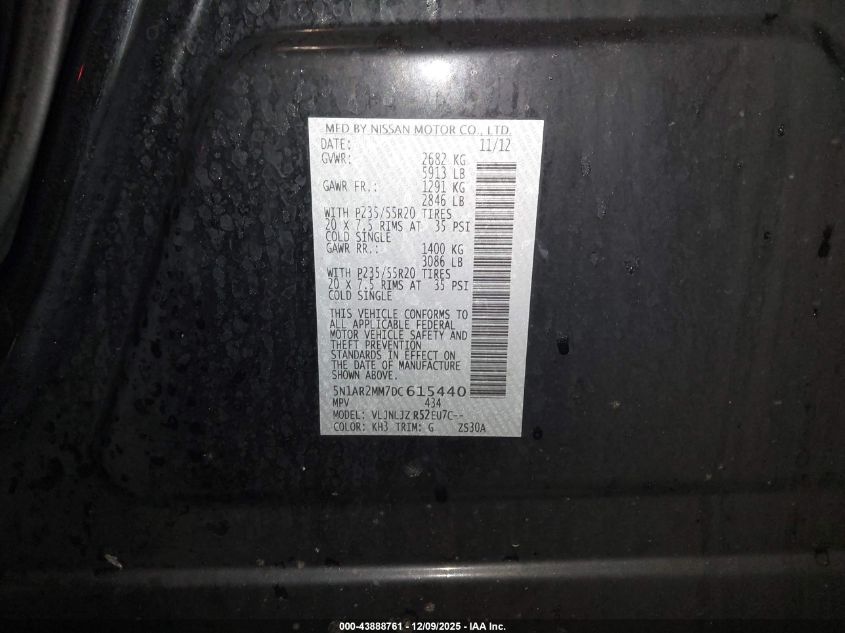 MFD BY NISSAN MOTOR CO., LTD.
DATE: 11/12
GVWR: 2682 KG
5913 LB
GAWR FR.: 1291 KG
2846 LB
WITH P235/55R20 TIRES
20 X 7.5 RIMS AT 35 PSI
COLD SINGLE
GAWR RR.: 1400 KG
3086 LB
WITH P235/55R20 TIRES
20 X 7.5 RIMS AT 35 PSI
COLD SINGLE
THIS VEHICLE CONFORMS TO
ALL APPLICABLE FEDERAL
MOTOR VEHICLE SAFETY AND
THEFT PREVENTION
STANDARDS IN EFFECT ON
THE DATE OF MANUFACTURE
SHOWN ABOVE.
5N1AR2MM7DC615440
MPV 434
MODEL: VLJNLJZ R52EU7C--
COLOR: KH3 TRIM: G ZS30A
000-43888761 - 12/09/2025 - IAA Inc.